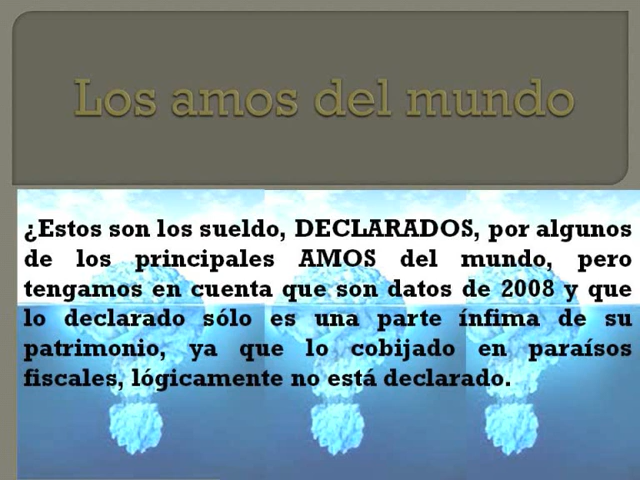 Los amos del mundo
¿Estos son los sueldo, DECLARADOS, por algunos
de los principales AMOS del mundo, pero
tengamos en cuenta que son datos de 2008 y que
lo declarado sólo es una parte ínfima de su
patrimonio, ya que lo cobijado en paraísos
fiscales, lógicamente no está declarado.